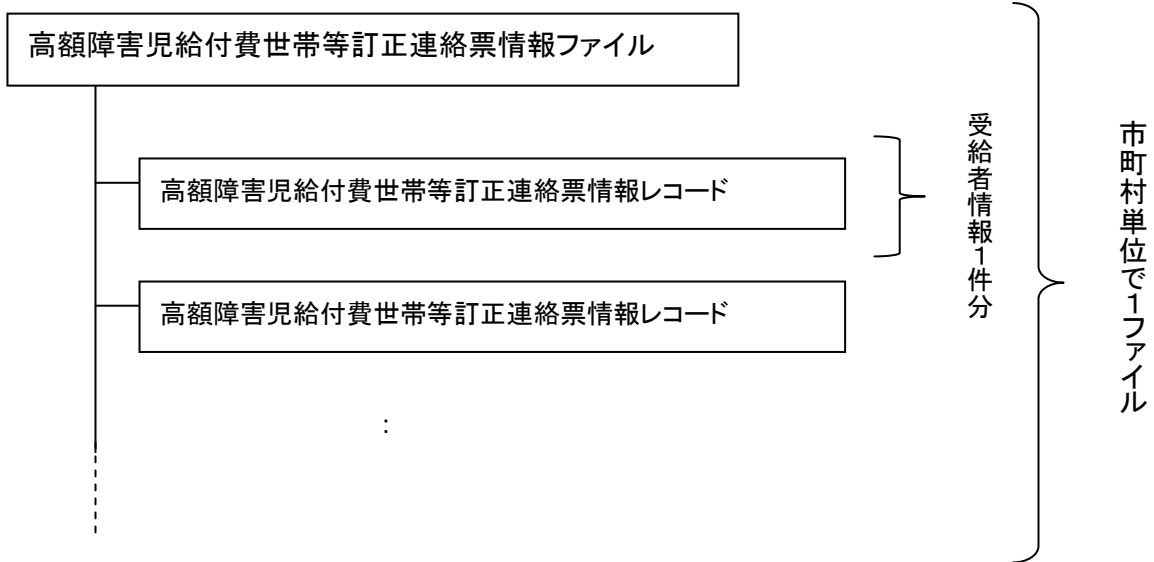 高額障害児給付費世帯等訂正連絡票情報ファイル
高額障害児給付費世帯等訂正連絡票情報レコード
受給者情報1件分
高額障害児給付費世帯等訂正連絡票情報レコード
:
市町村単位で1ファイル